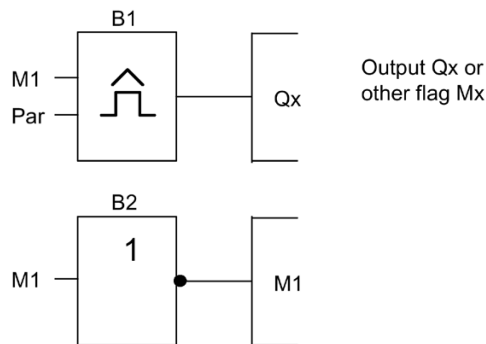 B1
M1
Par
Qx
Output Qx or
other flag Mx
B2
1
M1
M1